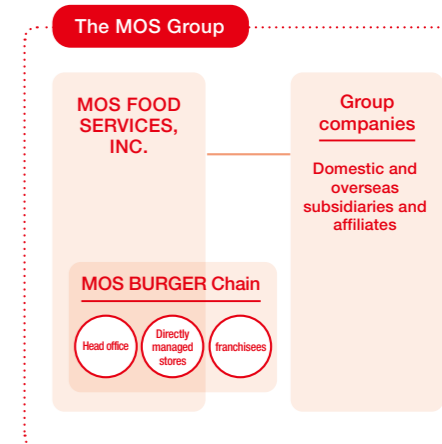 The MOS Group
MOS FOOD
SERVICES,
INC.
Group
companies
Domestic and
overseas
subsidiaries and
affiliates
MOS BURGER Chain
Head office
Directly
managed
stores
franchisees